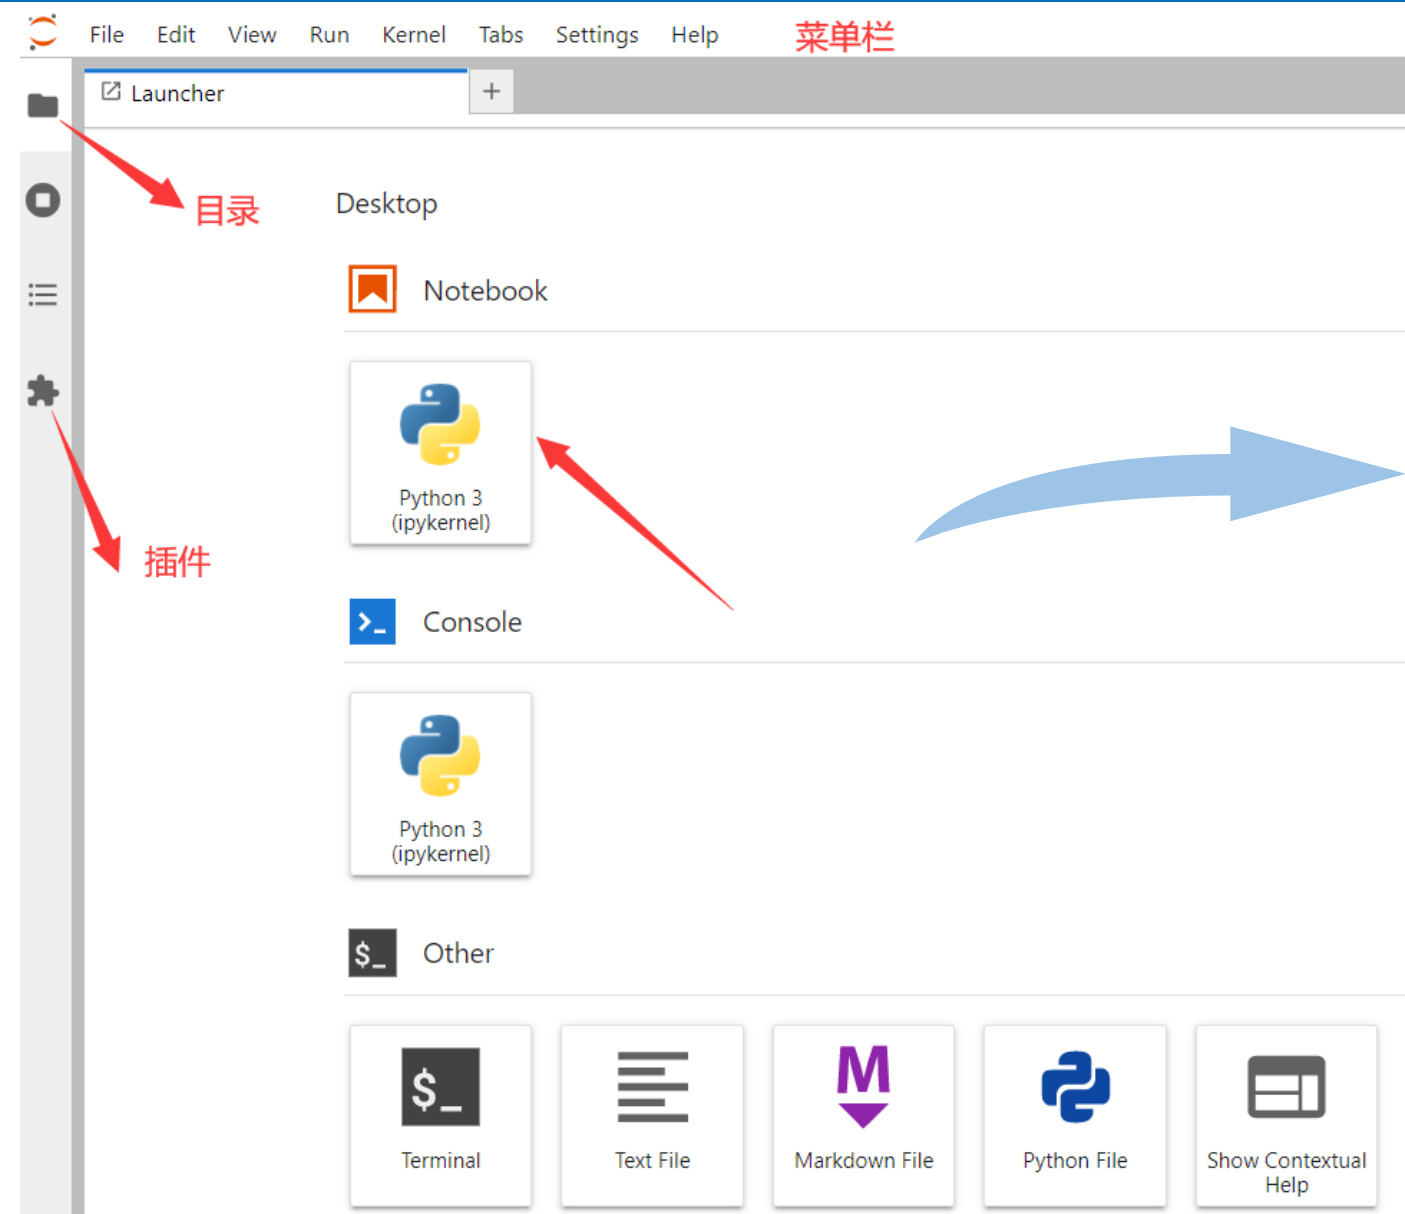 File Edit View Run Kernel Tabs Settings Help 菜单栏
Launcher +
目录
Desktop
Notebook
Python 3
(ipykernel)
插件
>_ Console
Python 3
(ipykernel)
$_ Other
$_
M
Terminal
Text File
Markdown File
Python File
Show Contextual
Help